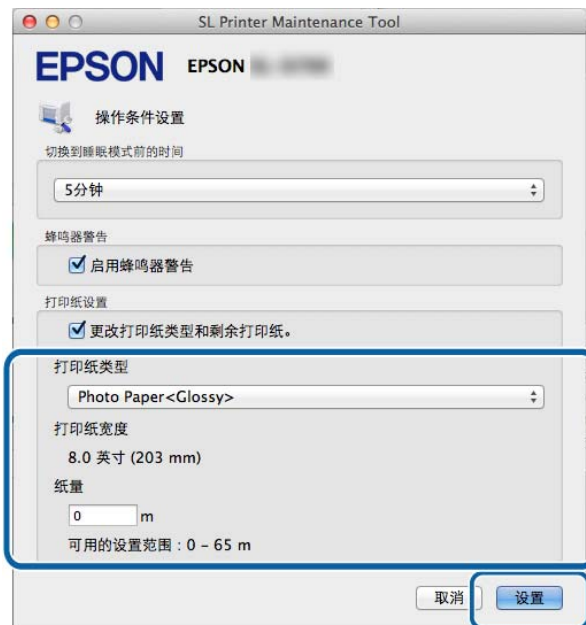 SL Printer Maintenance Tool
EPSON EPSON
操作条件设置
切换到睡眠模式前的时间
5分钟
蜂鸣器警告
启用蜂鸣器警告
打印纸设置
更改打印纸类型和剩余打印纸。
打印纸类型
Photo Paper<Glossy>
打印纸宽度
8.0 英寸 (203 mm)
纸量
0 m
可用的设置范围：0 – 65 m
取消 设置